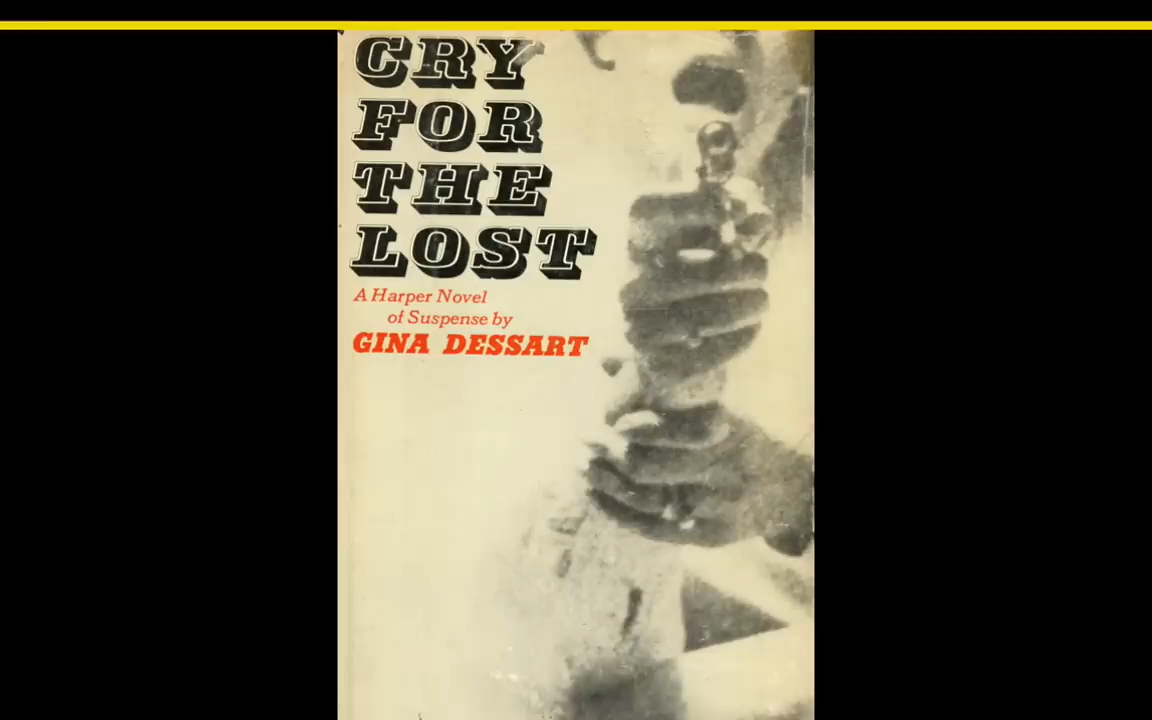 CRY
FOR
THE
LOST
A Harper Novel
of Suspense by
GINA DESSART